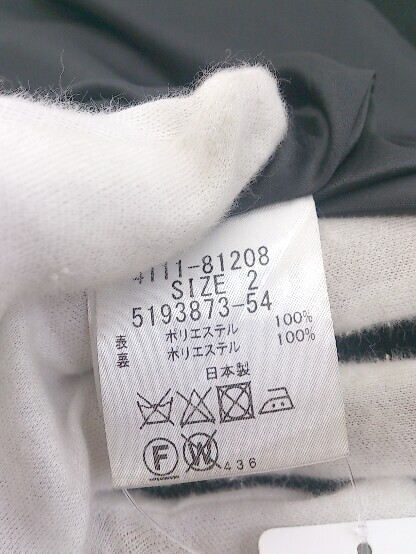 4111-81208
SIZE 2
5193873-54
表 ポリエステル 100%
裏 ポリエステル 100%
日本製
F W 436